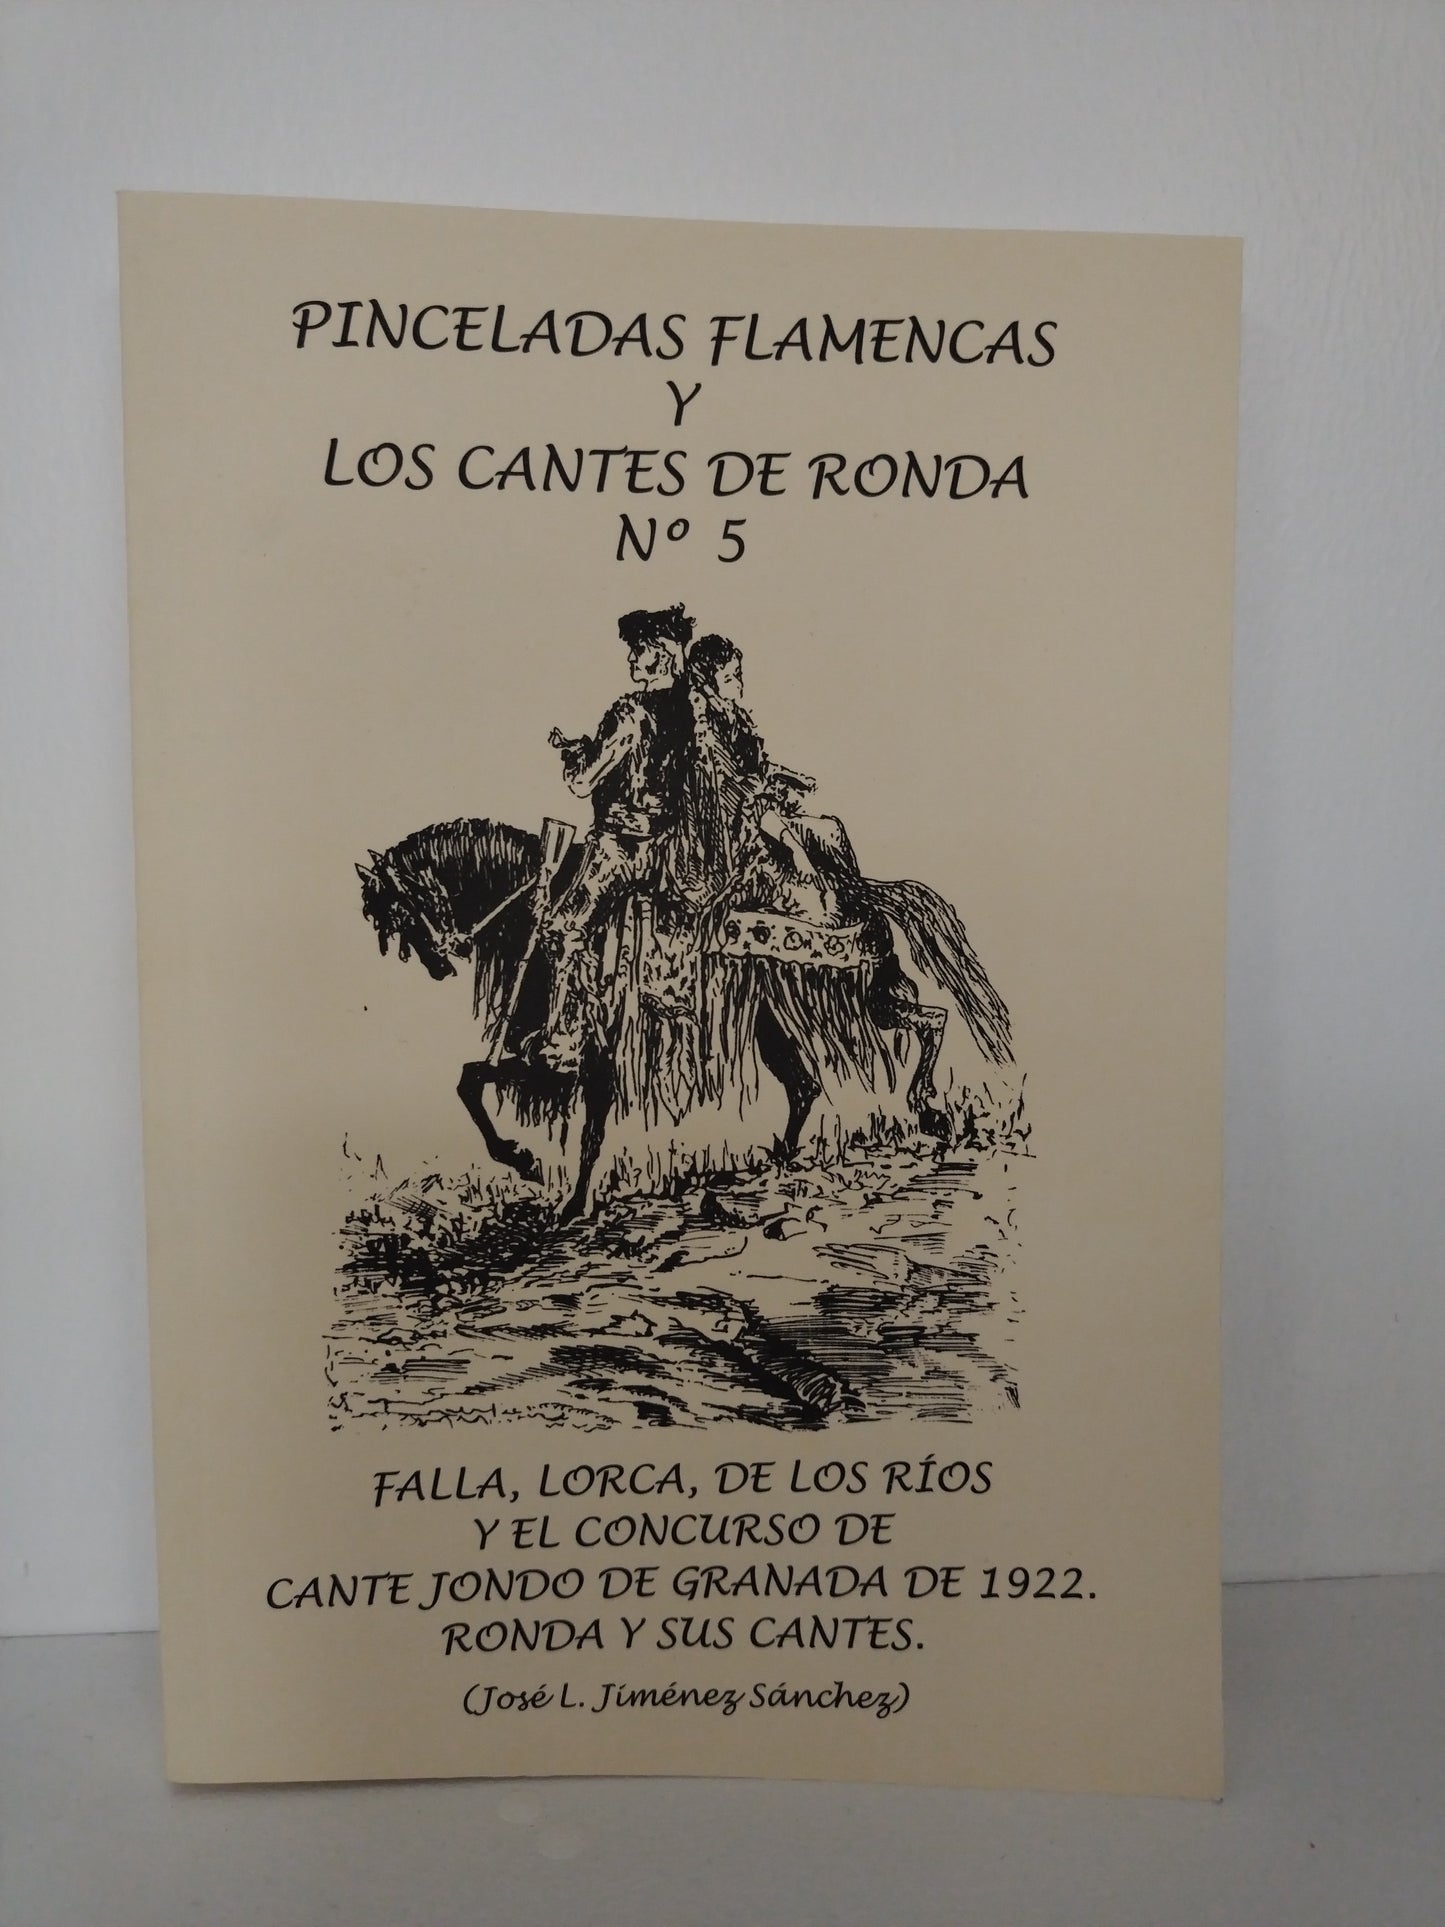 PINCELADAS FLAMENCAS
Y
LOS CANTES DE RONDA
Nº 5
FALLA, LORCA, DE LOS RÍOS
Y EL CONCURSO DE
CANTE JONDO DE GRANADA DE 1922.
RONDA Y SUS CANTES.
(José L. Jiménez Sánchez)